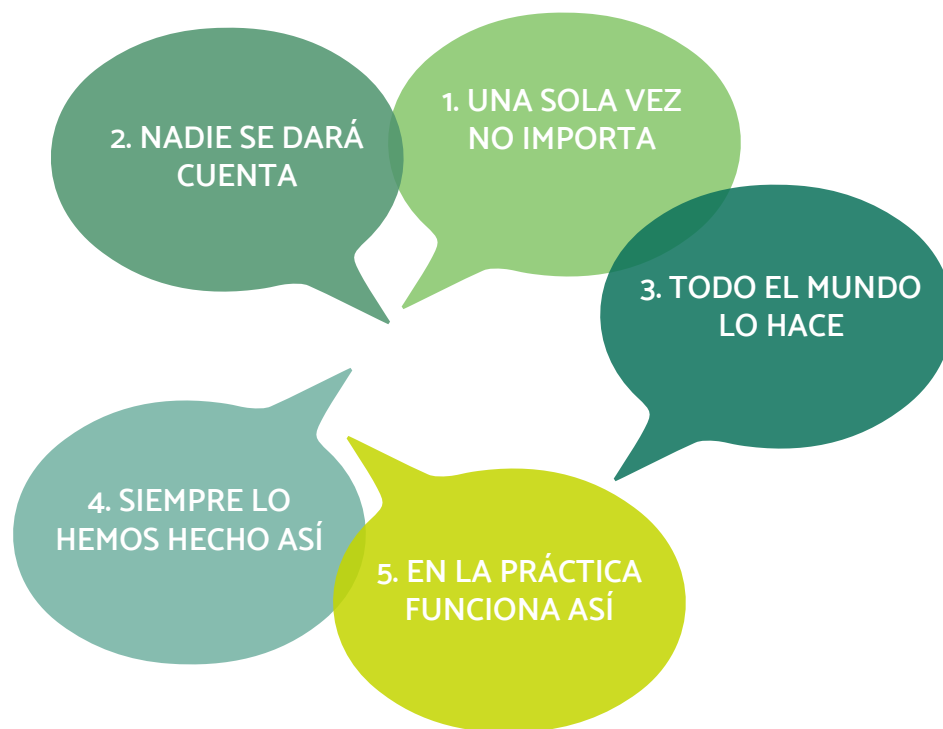 1. UNA SOLA VEZ
NO IMPORTA
2. NADIE SE DARÁ
CUENTA
3. TODO EL MUNDO
LO HACE
4. SIEMPRE LO
HEMOS HECHO ASÍ
5. EN LA PRÁCTICA
FUNCIONA ASÍ